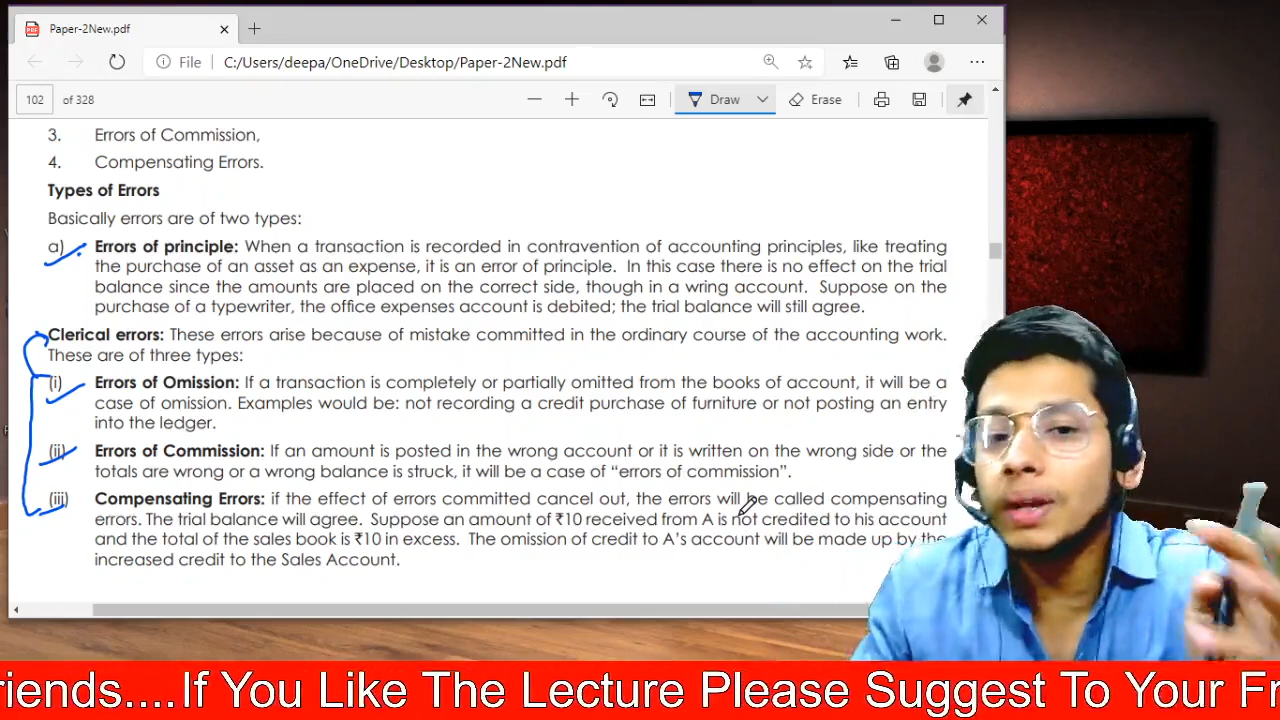 Paper-2New.pdf
File
C:/Users/deepa/OneDrive/Desktop/Paper-2New.pdf
102 of 328
Draw
Erase
3. Errors of Commission,
4. Compensating Errors.
Types of Errors
Basically errors are of two types:
a) Errors of principle: When a transaction is recorded in contravention of accounting principles, like treating
the purchase of an asset as an expense, it is an error of principle. In this case there is no effect on the trial
balance since the amounts are placed on the correct side, though in a wring account. Suppose on the
purchase of a typewriter, the office expenses account is debited; the trial balance will still agree.
Clerical errors: These errors arise because of mistake committed in the ordinary course of the accounting work.
These are of three types:
(i) Errors of Omission: If a transaction is completely or partially omitted from the books of account, it will be a
case of omission. Examples would be: not recording a credit purchase of furniture or not posting an entry
into the ledger.
(ii) Errors of Commission: If an amount is posted in the wrong account or it is written on the wrong side or the
totals are wrong or a wrong balance is struck, it will be a case of “errors of commission”.
(iii) Compensating Errors: if the effect of errors committed cancel out, the errors will be called compensating
errors. The trial balance will agree. Suppose an amount of ₹10 received from A is not credited to his account
and the total of the sales book is ₹10 in excess. The omission of credit to A’s account will be made up by the
increased credit to the Sales Account.
riends....If You Like The Lecture Please Suggest To Your Fr